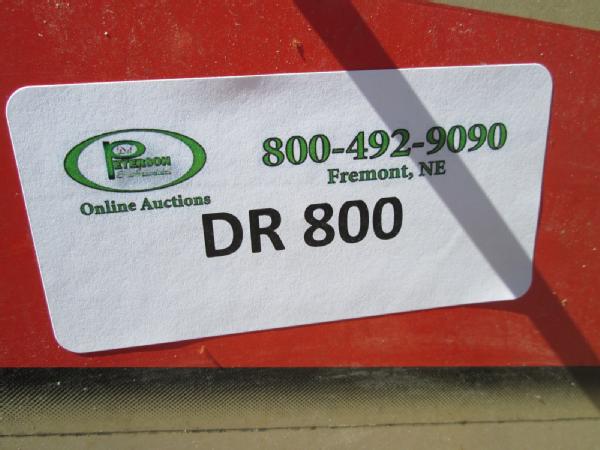 PETERSON
Online Auctions
800-492-9090
Fremont, NE
DR 800